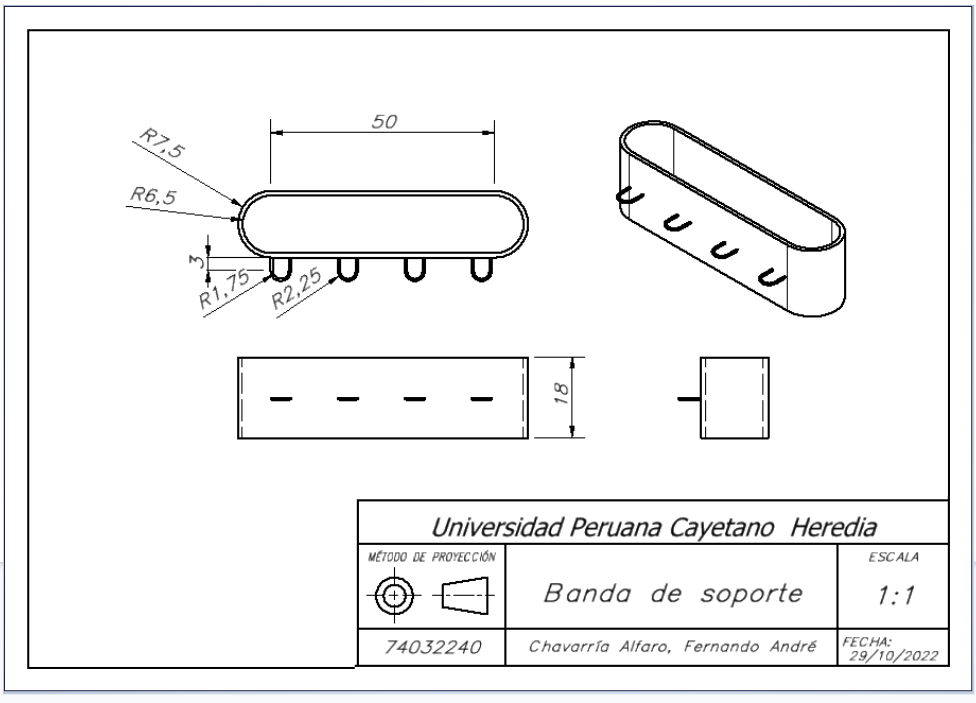 50
R7,5
R6,5
3
R1,75
R2,25
18
Universidad Peruana Cayetano Heredia
MÉTODO DE PROYECCIÓN
Banda de soporte
ESCALA
1:1
74032240
Chavarría Alfaro, Fernando André
FECHA:
29/10/2022